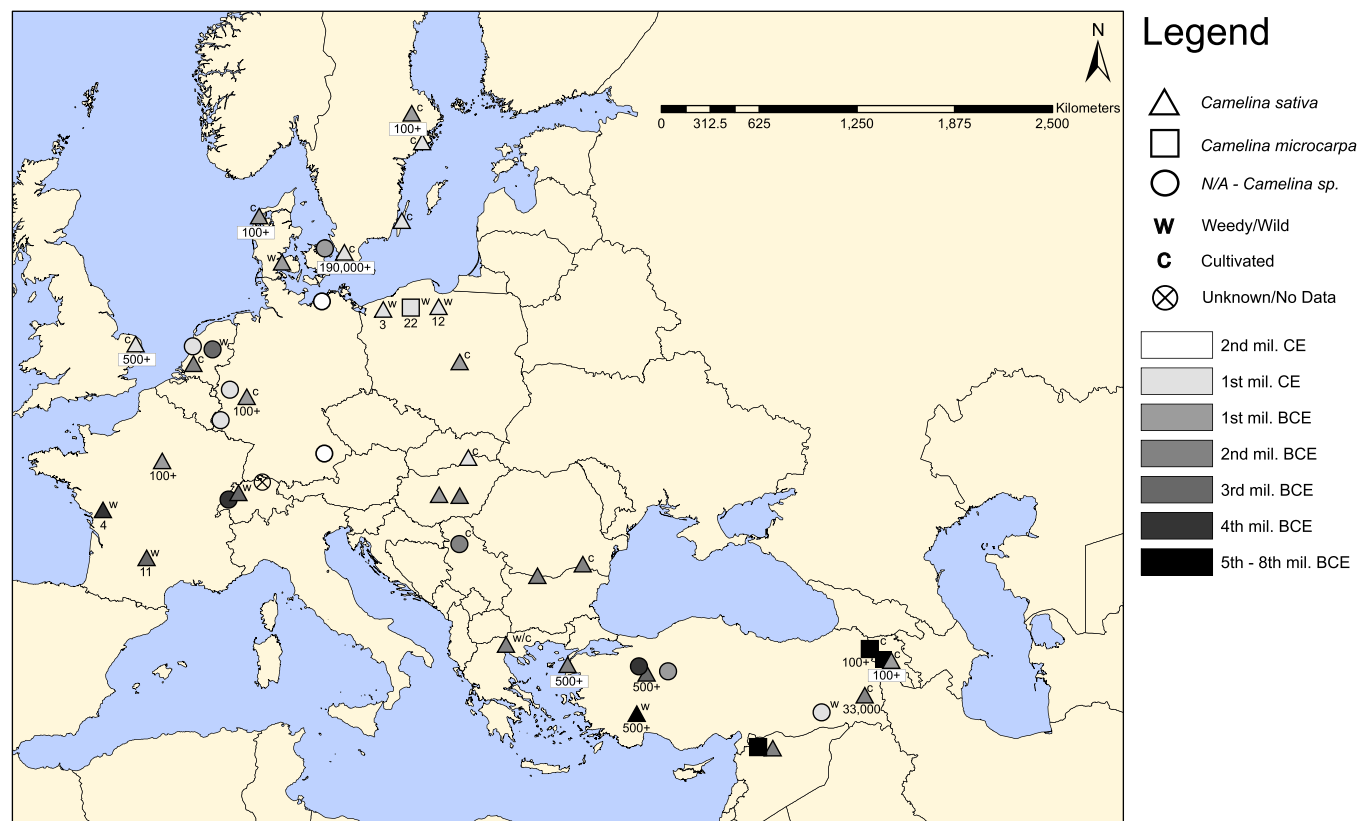 N
Kilometers
0 312.5 625 1,250 1,875 2,500
c
100+
c
c
100+
c
w
c
190,000+
w
3
w
22
w
12
c
500+
w
c
c
100+
c
100+
c
w
w
4
w
11
c
c
w/c
500+
500+
w
500+
c
100+
c
100+
c
33,000
w
Legend
Camelina sativa
Camelina microcarpa
N/A - Camelina sp.
W Weedy/Wild
C Cultivated
Unknown/No Data
2nd mil. CE
1st mil. CE
1st mil. BCE
2nd mil. BCE
3rd mil. BCE
4th mil. BCE
5th - 8th mil. BCE